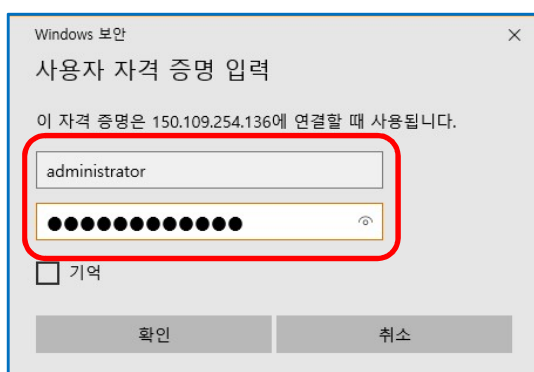 Windows 보안
사용자 자격 증명 입력
이 자격 증명은 150.109.254.136에 연결할 때 사용됩니다.
administrator
●●●●●●●●●●●●
기억
확인
취소